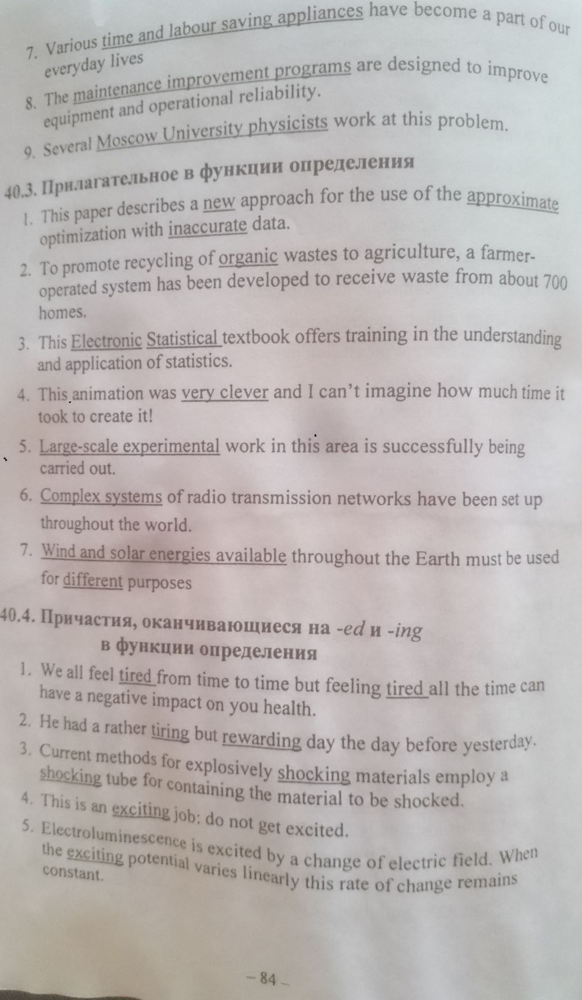 7. Various time and labour saving appliances have become a part of our
everyday lives
8. The maintenance improvement programs are designed to improve
equipment and operational reliability.
9. Several Moscow University physicists work at this problem.
40.3. Прилагательное в функции определения
1. This paper describes a new approach for the use of the approximate
optimization with inaccurate data.
2. To promote recycling of organic wastes to agriculture, a farmer-
operated system has been developed to receive waste from about 700
homes.
3. This Electronic Statistical textbook offers training in the understanding
and application of statistics.
4. This animation was very clever and I can't imagine how much time it
took to create it!
5. Large-scale experimental work in this area is successfully being
carried out.
6. Complex systems of radio transmission networks have been set up
throughout the world.
7. Wind and solar energies available throughout the Earth must be used
for different purposes
40.4. Причастия, оканчивающиеся на -ed и -ing
в функции определения
1. We all feel tired from time to time but feeling tired all the time can
have a negative impact on you health.
2. He had a rather tiring but rewarding day the day before yesterday.
3. Current methods for explosively shocking materials employ a
shocking tube for containing the material to be shocked.
4. This is an exciting job: do not get excited.
5. Electroluminescence is excited by a change of electric field. When
the exciting potential varies linearly this rate of change remains
constant.
– 84 –